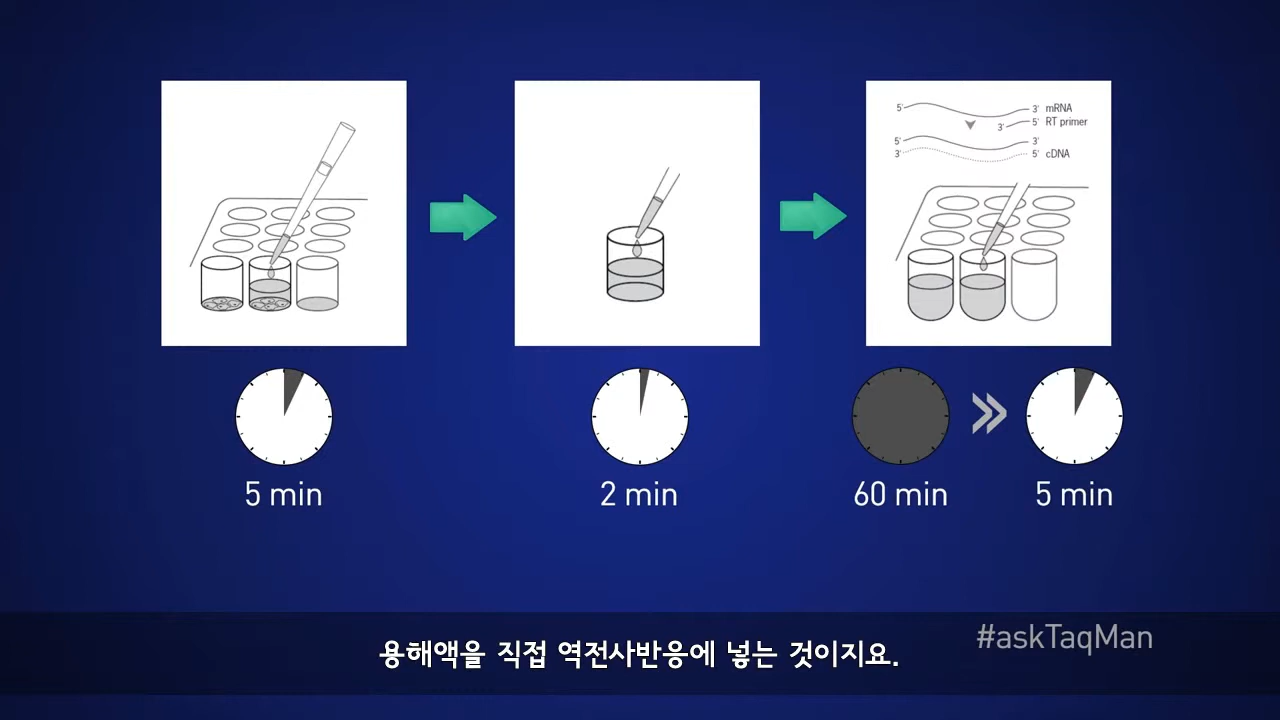 5' 3' mRNA
3' 5' RT primer
5' 3'
3' 5' cDNA
5 min
2 min
60 min
5 min
용해액을 직접 역전사반응에 넣는 것이지요.
#askTaqMan